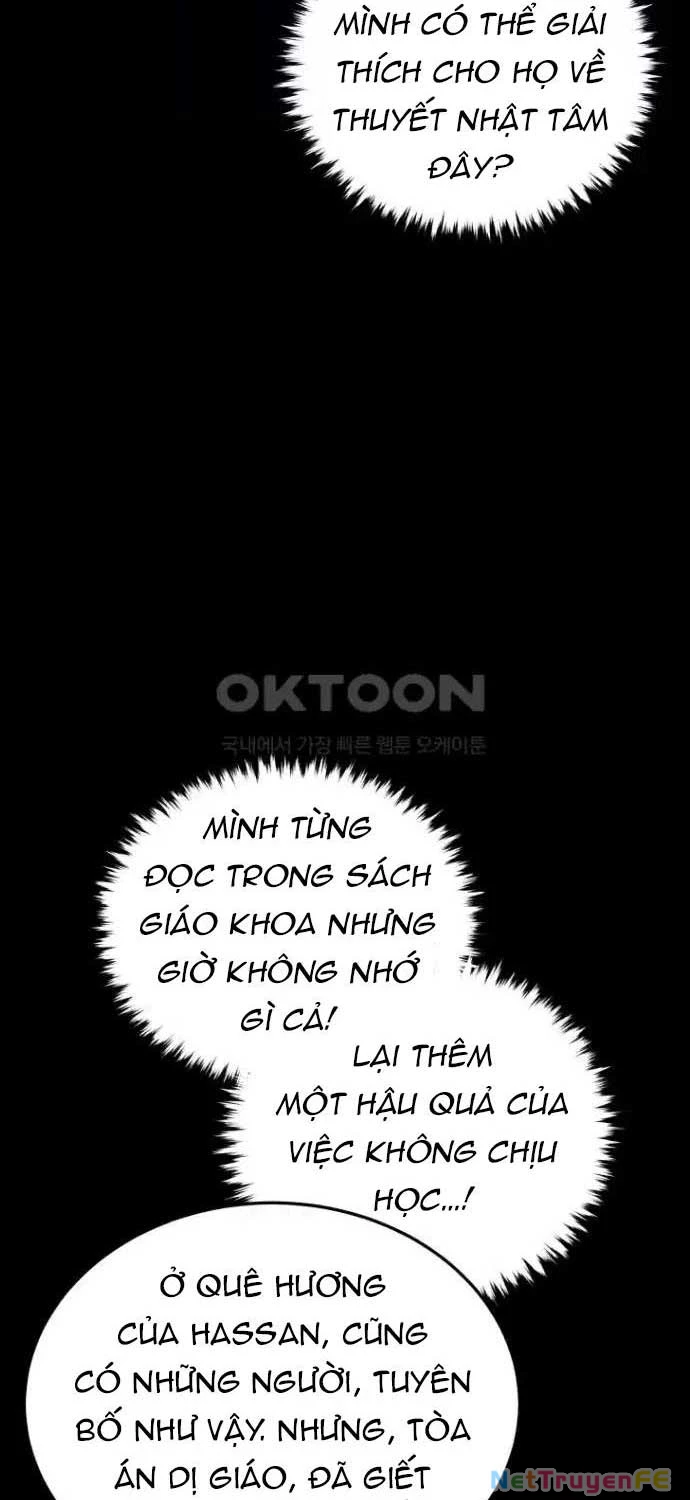 MÌNH CÓ THỂ GIẢI
THÍCH CHO HỌ VỀ
THUYẾT NHẬT TÂM
ĐÂY?
OKTOON
국내에서 가장 빠른 웹툰 오케이툰
MÌNH TỪNG
ĐỌC TRONG SÁCH
GIÁO KHOA NHƯNG
GIỜ KHÔNG NHỚ
GÌ CẢ!
LẠI THÊM
MỘT HẬU QUẢ CỦA
VIỆC KHÔNG CHỊU
HỌC...!
Ở QUÊ HƯƠNG
CỦA HASSAN, CŨNG
CÓ NHỮNG NGƯỜI, TUYÊN
BỐ NHƯ VẬY. NHƯNG, TÒA
ÁN DỊ GIÁO, ĐÃ GIẾT
NetTruyenFE